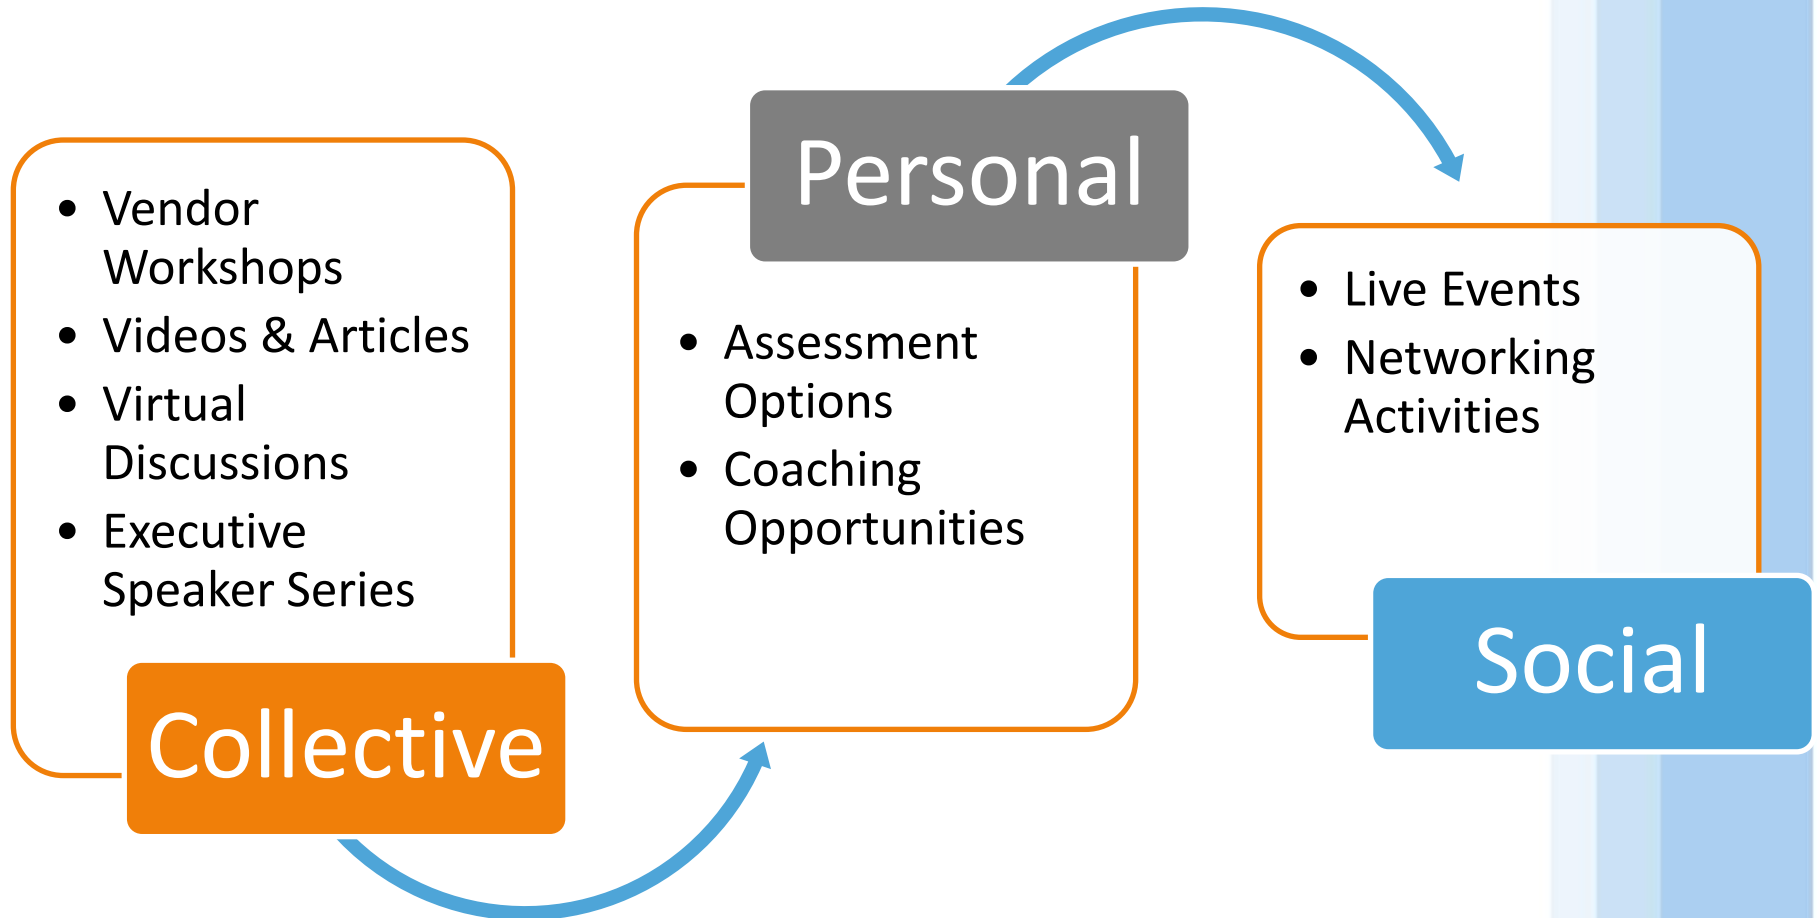 • Vendor
Workshops
• Videos & Articles
• Virtual
Discussions
• Executive
Speaker Series
Collective
Personal
• Assessment
Options
• Coaching
Opportunities
• Live Events
• Networking
Activities
Social